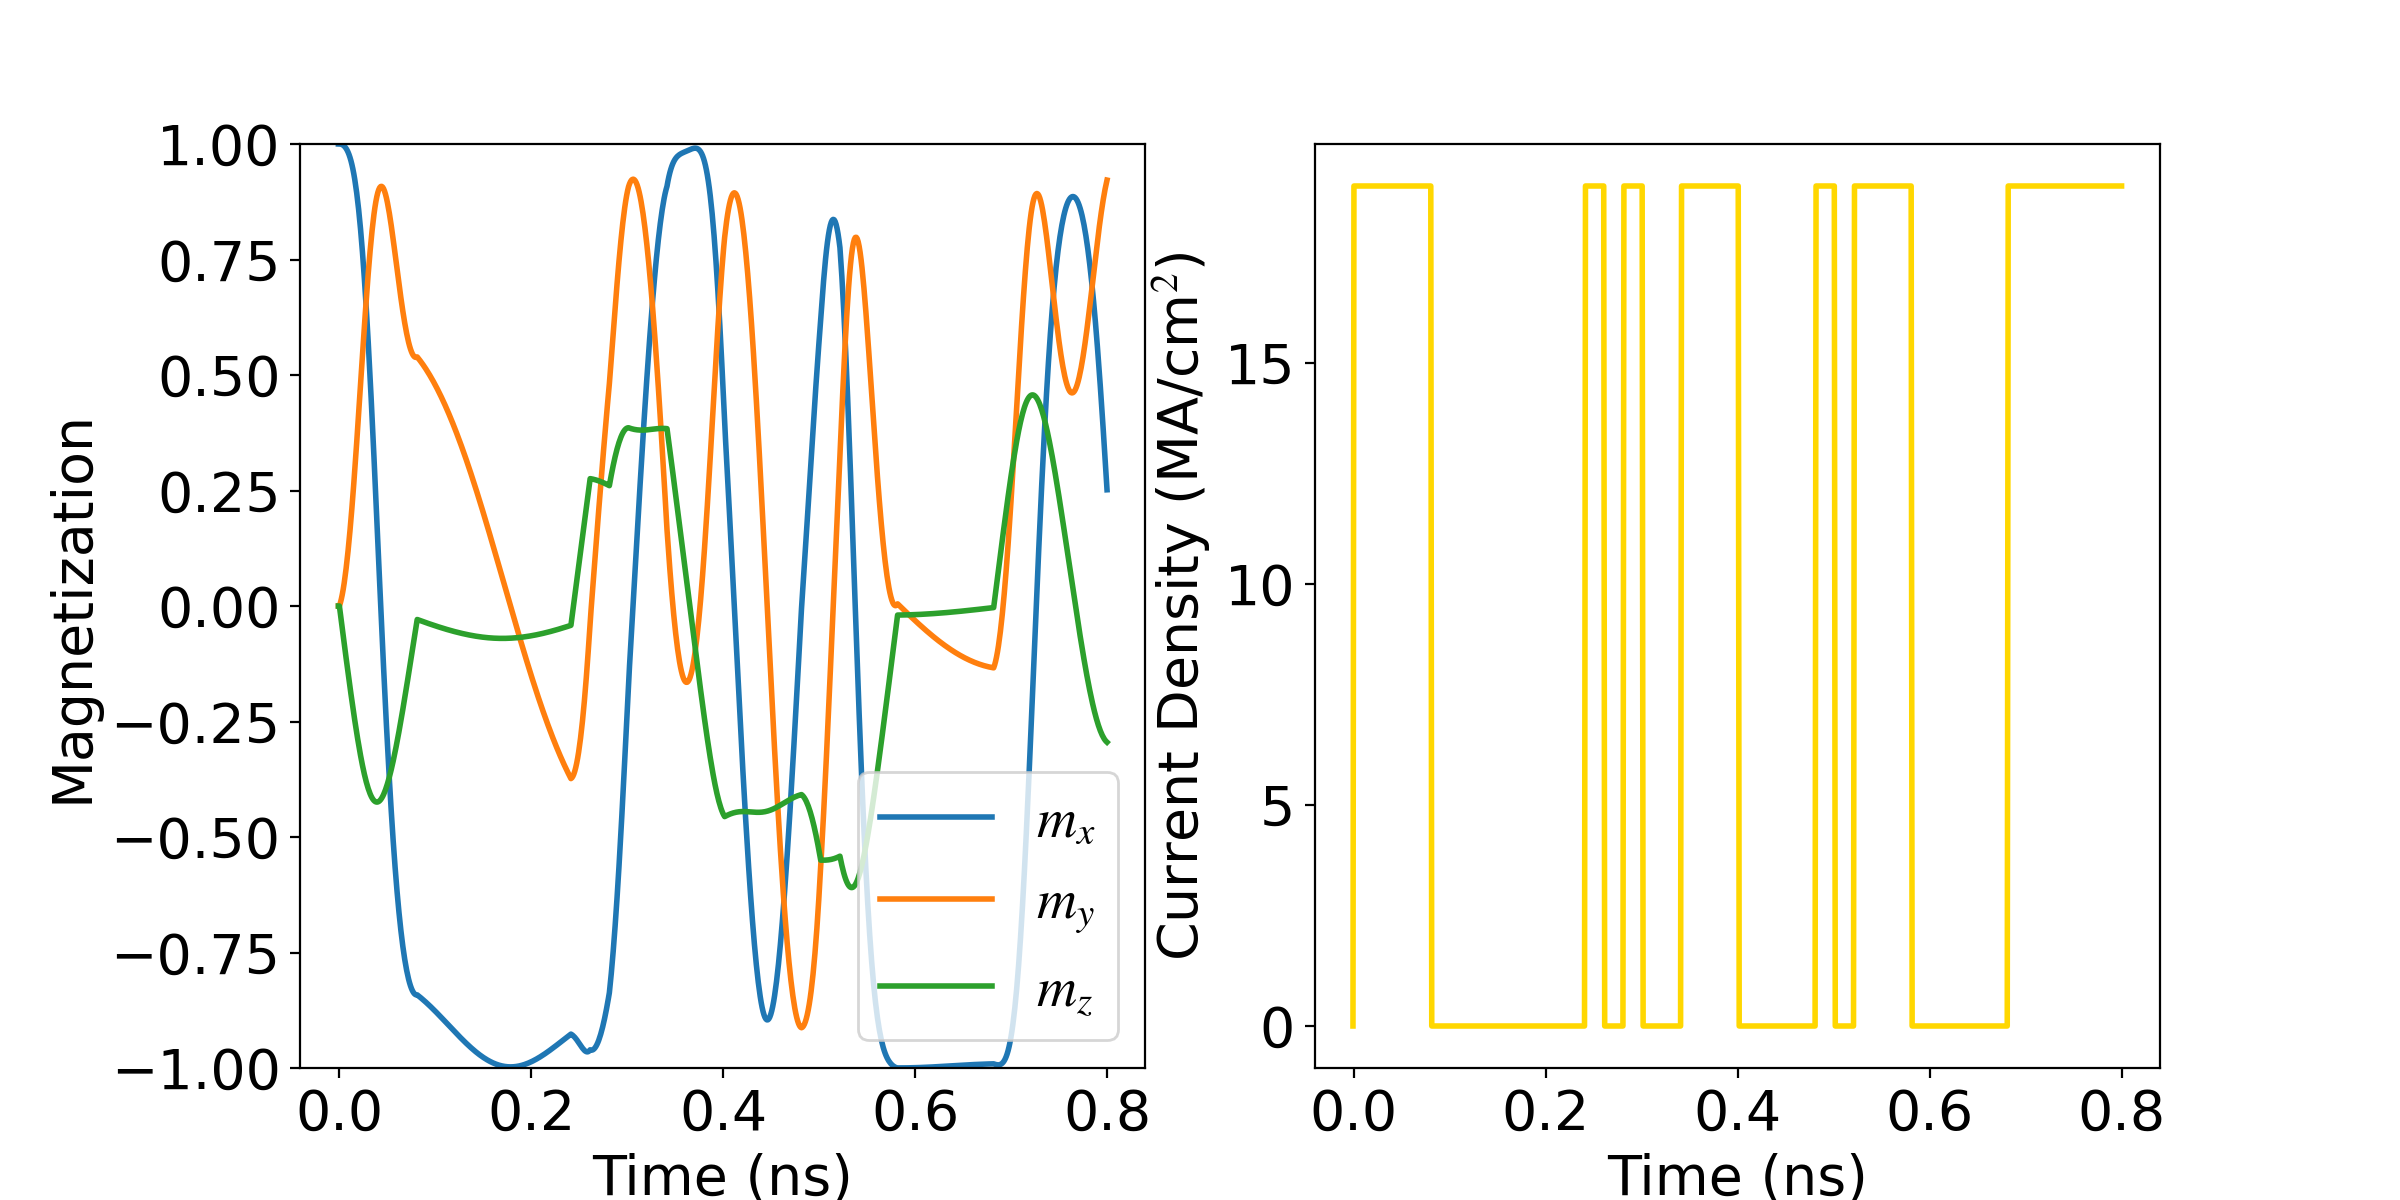 1.00
0.75
0.50
0.25
0.00
−0.25
−0.50
−0.75
−1.00
Magnetization
0.0 0.2 0.4 0.6 0.8
Time (ns)
m_x
m_y
m_z
Current Density (MA/cm²)
15
10
5
0
0.0 0.2 0.4 0.6 0.8
Time (ns)